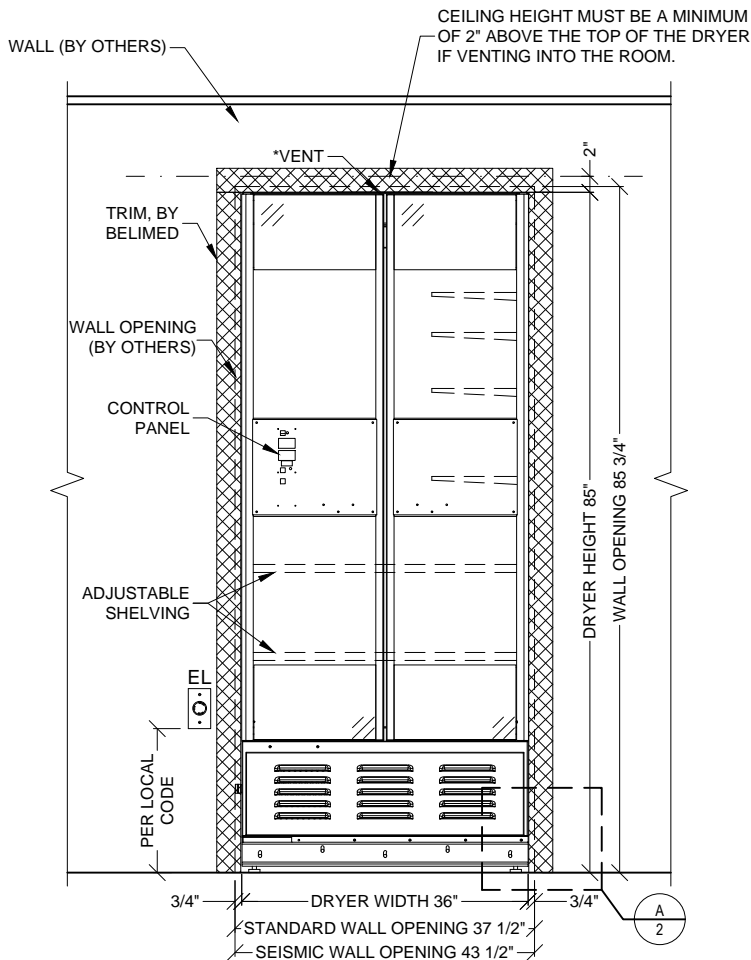 CEILING HEIGHT MUST BE A MINIMUM
OF 2" ABOVE THE TOP OF THE DRYER
IF VENTING INTO THE ROOM.
WALL (BY OTHERS)
*VENT
2"
TRIM, BY
BELIMED
WALL OPENING
(BY OTHERS)
CONTROL
PANEL
DRYER HEIGHT 85"
WALL OPENING 85 3/4"
ADJUSTABLE
SHELVING
EL
PER LOCAL
CODE
3/4"
DRYER WIDTH 36"
3/4"
STANDARD WALL OPENING 37 1/2"
SEISMIC WALL OPENING 43 1/2"
A
2